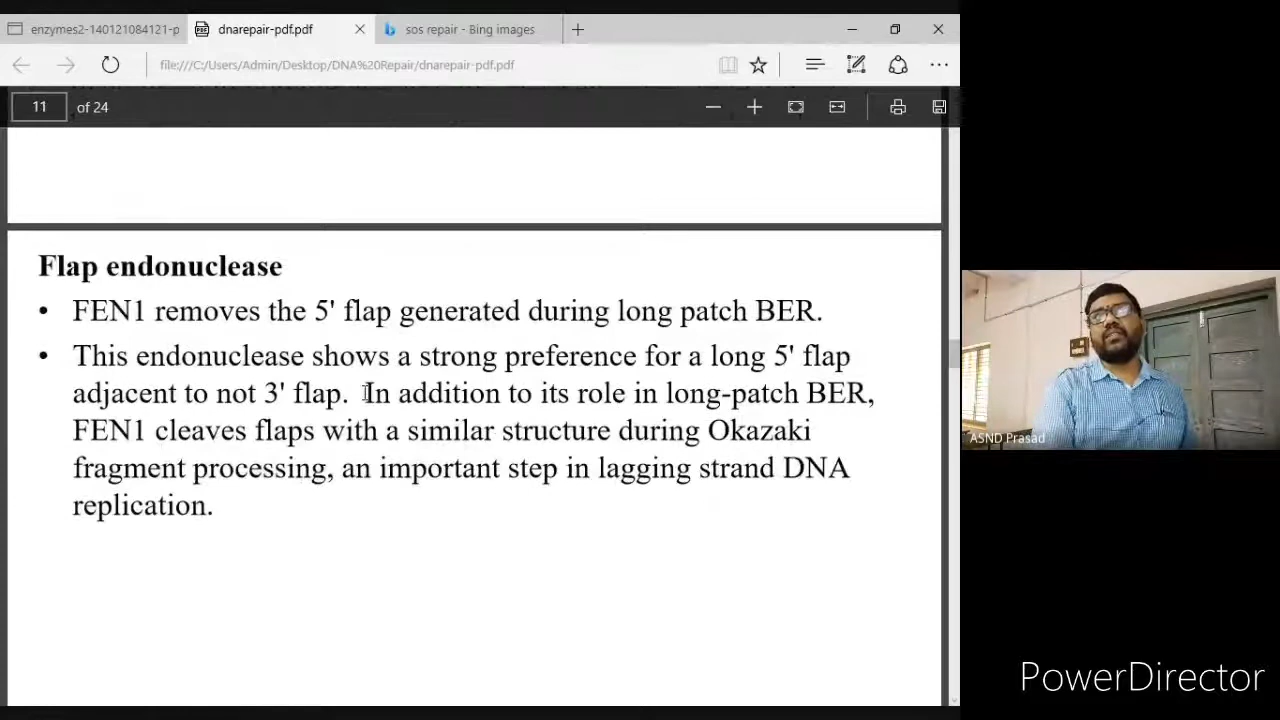 enzymes2-140121084121-p
dnarepair-pdf.pdf
sos repair - Bing images
file:///C:/Users/Admin/Desktop/DNA%20Repair/dnarepair-pdf.pdf
11 of 24
Flap endonuclease
• FEN1 removes the 5' flap generated during long patch BER.
• This endonuclease shows a strong preference for a long 5' flap
adjacent to not 3' flap. In addition to its role in long-patch BER,
FEN1 cleaves flaps with a similar structure during Okazaki
fragment processing, an important step in lagging strand DNA
replication.
ASND Prasad
PowerDirector